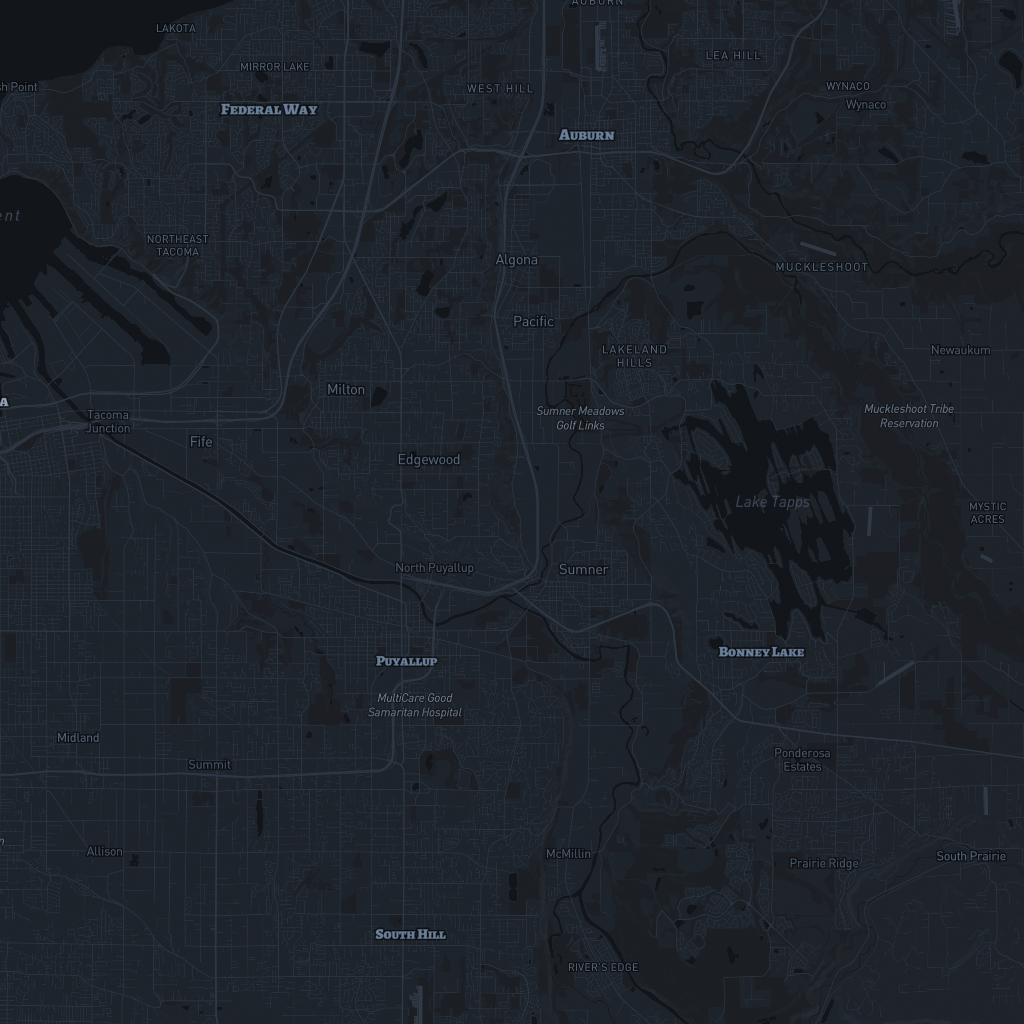 AUBURN
LAKOTA
LEA HILL
MIRROR LAKE
Point
WEST HILL
WYNACO
Wynaco
FEDERAL WAY
AUBURN
NORTHEAST
TACOMA
Algona
MUCKLESHOOT
Pacific
LAKELAND
HILLS
Newaukum
Milton
A
Tacoma
Junction
Sumner Meadows
Golf Links
Muckleshoot Tribe
Reservation
Fife
Edgewood
Lake Tapps
MYSTIC
ACRES
North Puyallup
Sumner
PUYALLUP
BONNEY LAKE
MultiCare Good
Samaritan Hospital
Midland
Summit
Ponderosa
Estates
Allison
McMillin
Prairie Ridge
South Prairie
SOUTH HILL
RIVER'S EDGE